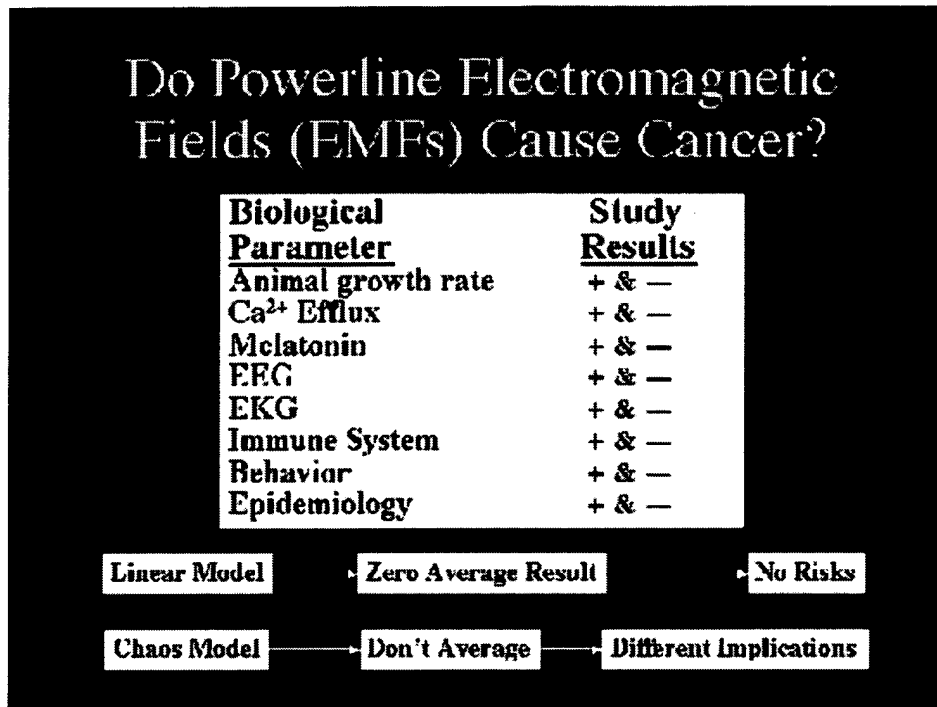 Do Powerline Electromagnetic
Fields (EMFs) Cause Cancer?
Biological Study
Parameter Results
Animal growth rate + & —
Ca²⁺ Efflux + & —
Melatonin + & —
EEG + & —
EKG + & —
Immune System + & —
Behavior + & —
Epidemiology + & —
Linear Model Zero Average Result No Risks
Chaos Model Don't Average Different Implications